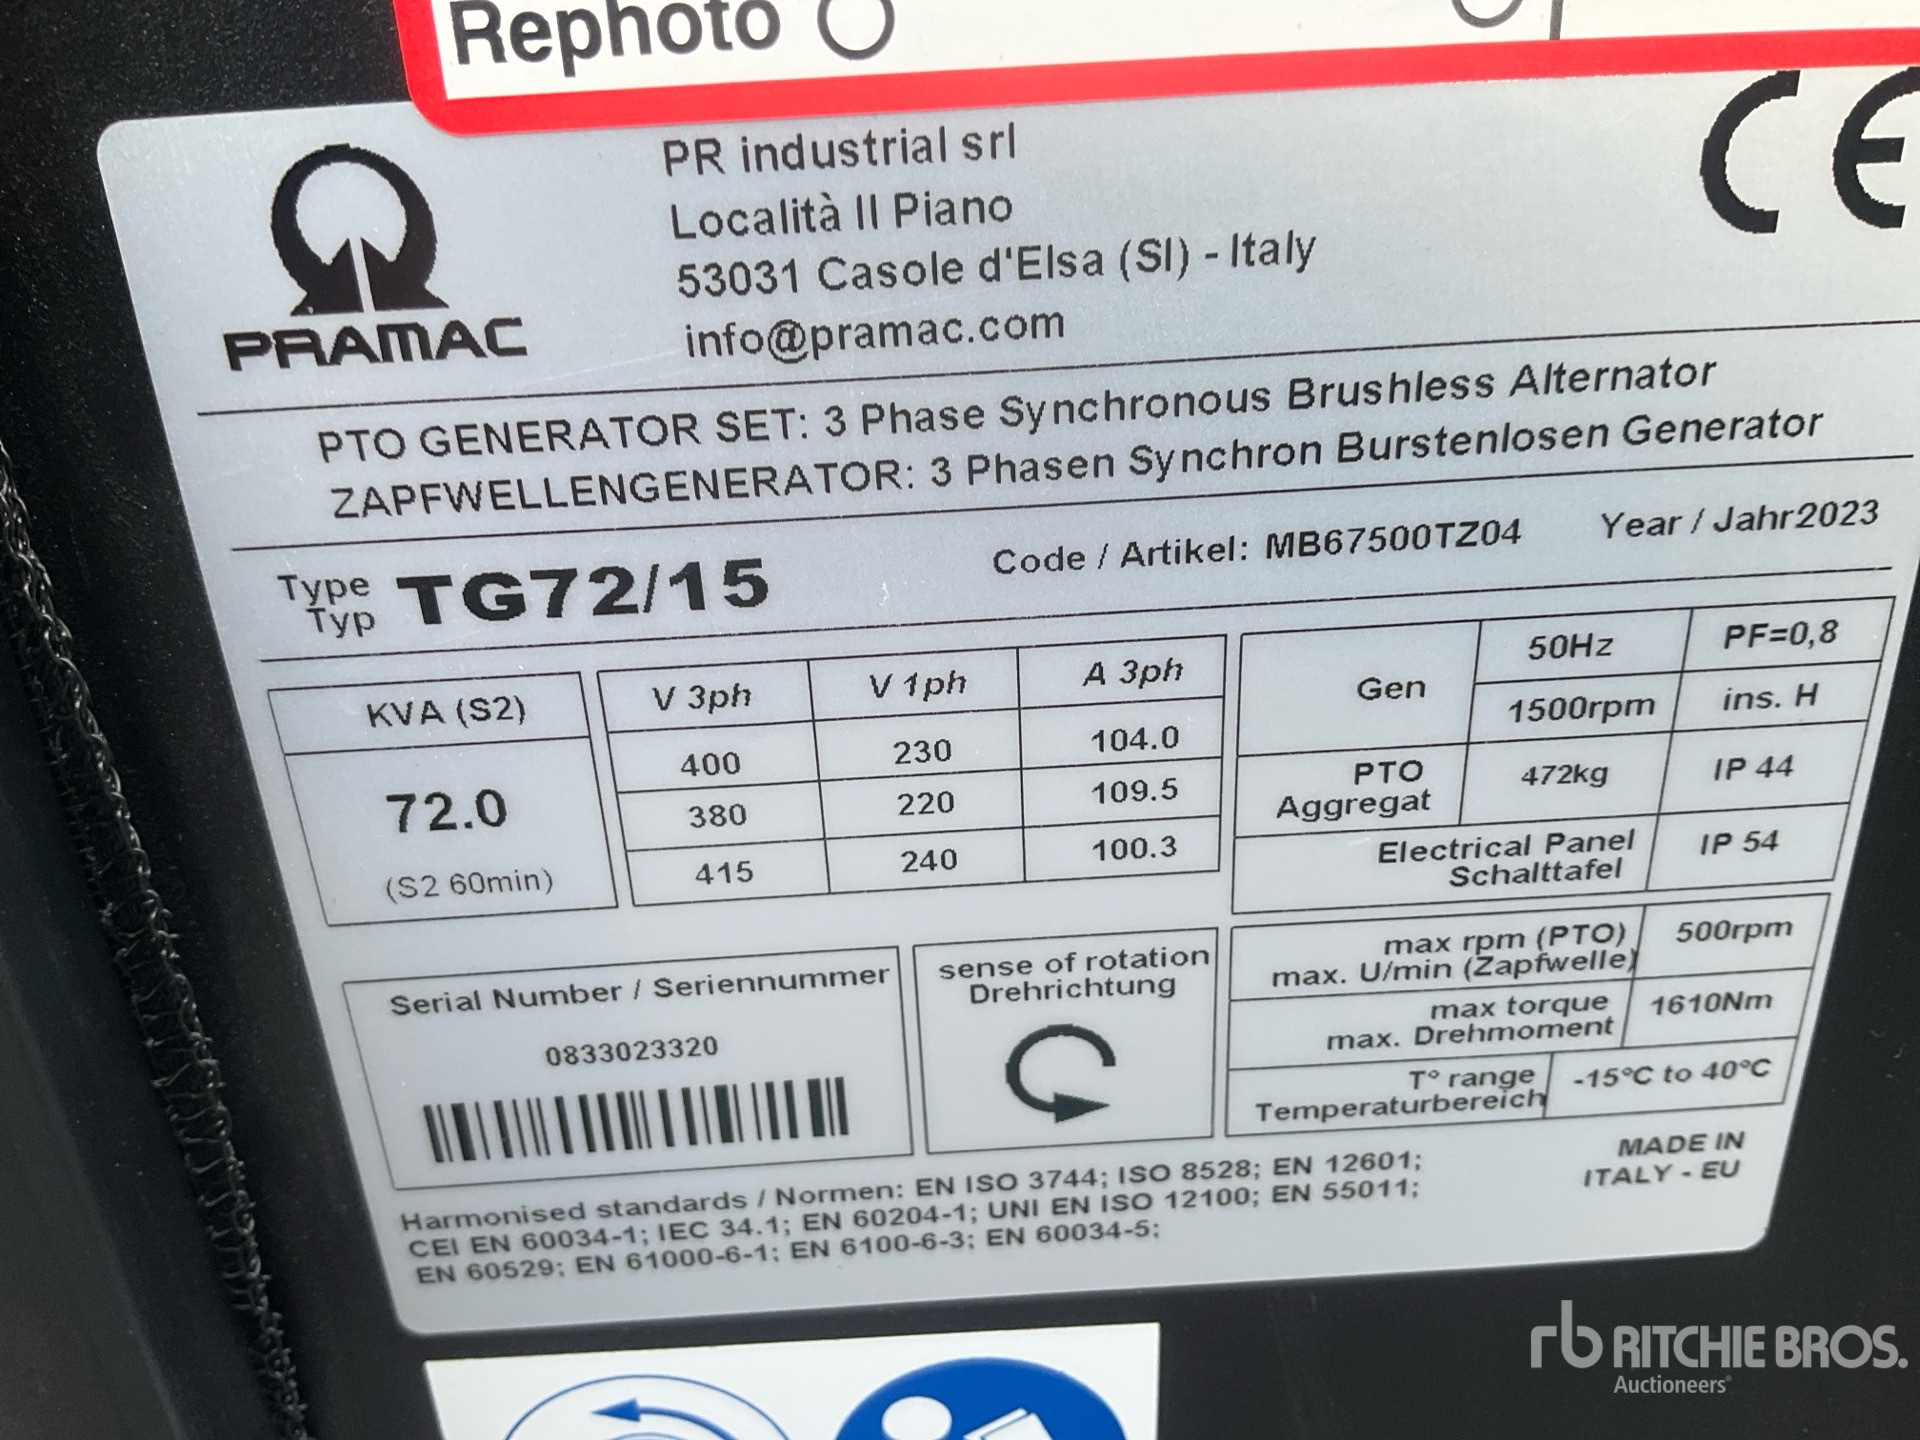 Rephoto
PRAMAC
PR industrial srl
Località Il Piano
53031 Casole d'Elsa (SI) - Italy
info@pramac.com
CE
PTO GENERATOR SET: 3 Phase Synchronous Brushless Alternator
ZAPFWELLENGENERATOR: 3 Phasen Synchron Burstenlosen Generator
Type
Typ
TG72/15
Code / Artikel: MB67500TZ04
Year / Jahr2023
KVA (S2)
72.0
(S2 60min)
V 3ph V 1ph A 3ph
400 230 104.0
380 220 109.5
415 240 100.3
Gen 50Hz PF=0,8
1500rpm ins. H
PTO
Aggregat 472kg IP 44
Electrical Panel
Schalttafel IP 54
Serial Number / Seriennummer
0833023320
sense of rotation
Drehrichtung
max rpm (PTO)
max. U/min (Zapfwelle) 500rpm
max torque
max. Drehmoment 1610Nm
T° range
Temperaturbereich -15°C to 40°C
Harmonised standards / Normen: EN ISO 3744; ISO 8528; EN 12601;
CEI EN 60034-1; IEC 34.1; EN 60204-1; UNI EN ISO 12100; EN 55011;
EN 60529; EN 61000-6-1; EN 6100-6-3; EN 60034-5;
MADE IN
ITALY - EU
rb RITCHIE BROS.
Auctioneers